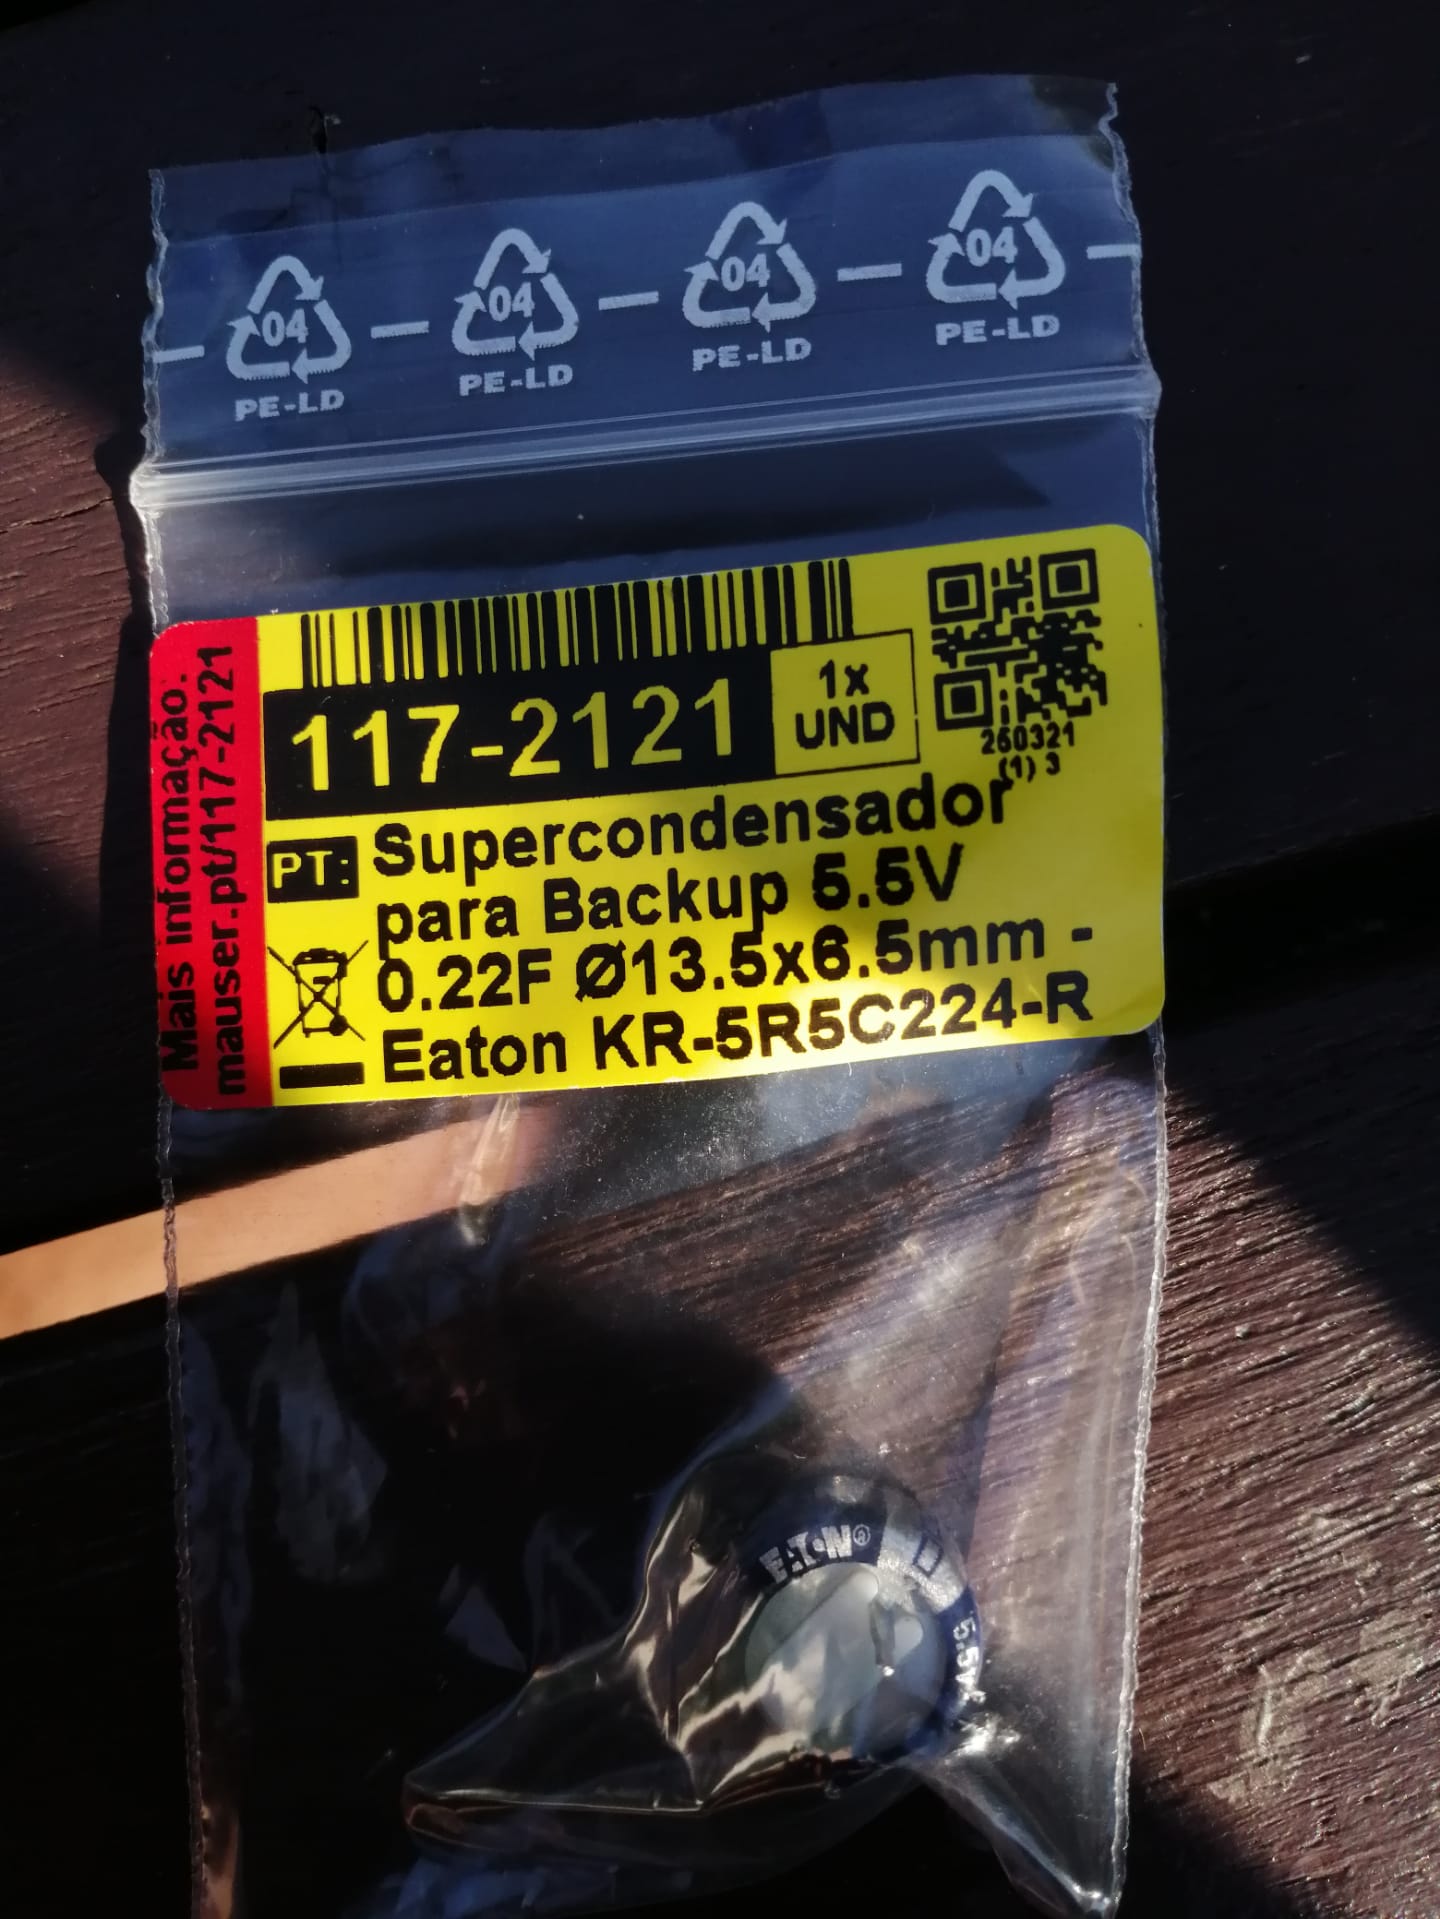 04
PE-LD
04
PE-LD
04
PE-LD
04
PE-LD
Mais informação.
mauser.pt/117-2121
117-2121
1x
UND
260321
(1) 3
PT:
Supercondensador
para Backup 5.5V
0.22F Ø13.5x6.5mm -
Eaton KR-5R5C224-R
EATON®
5.5V